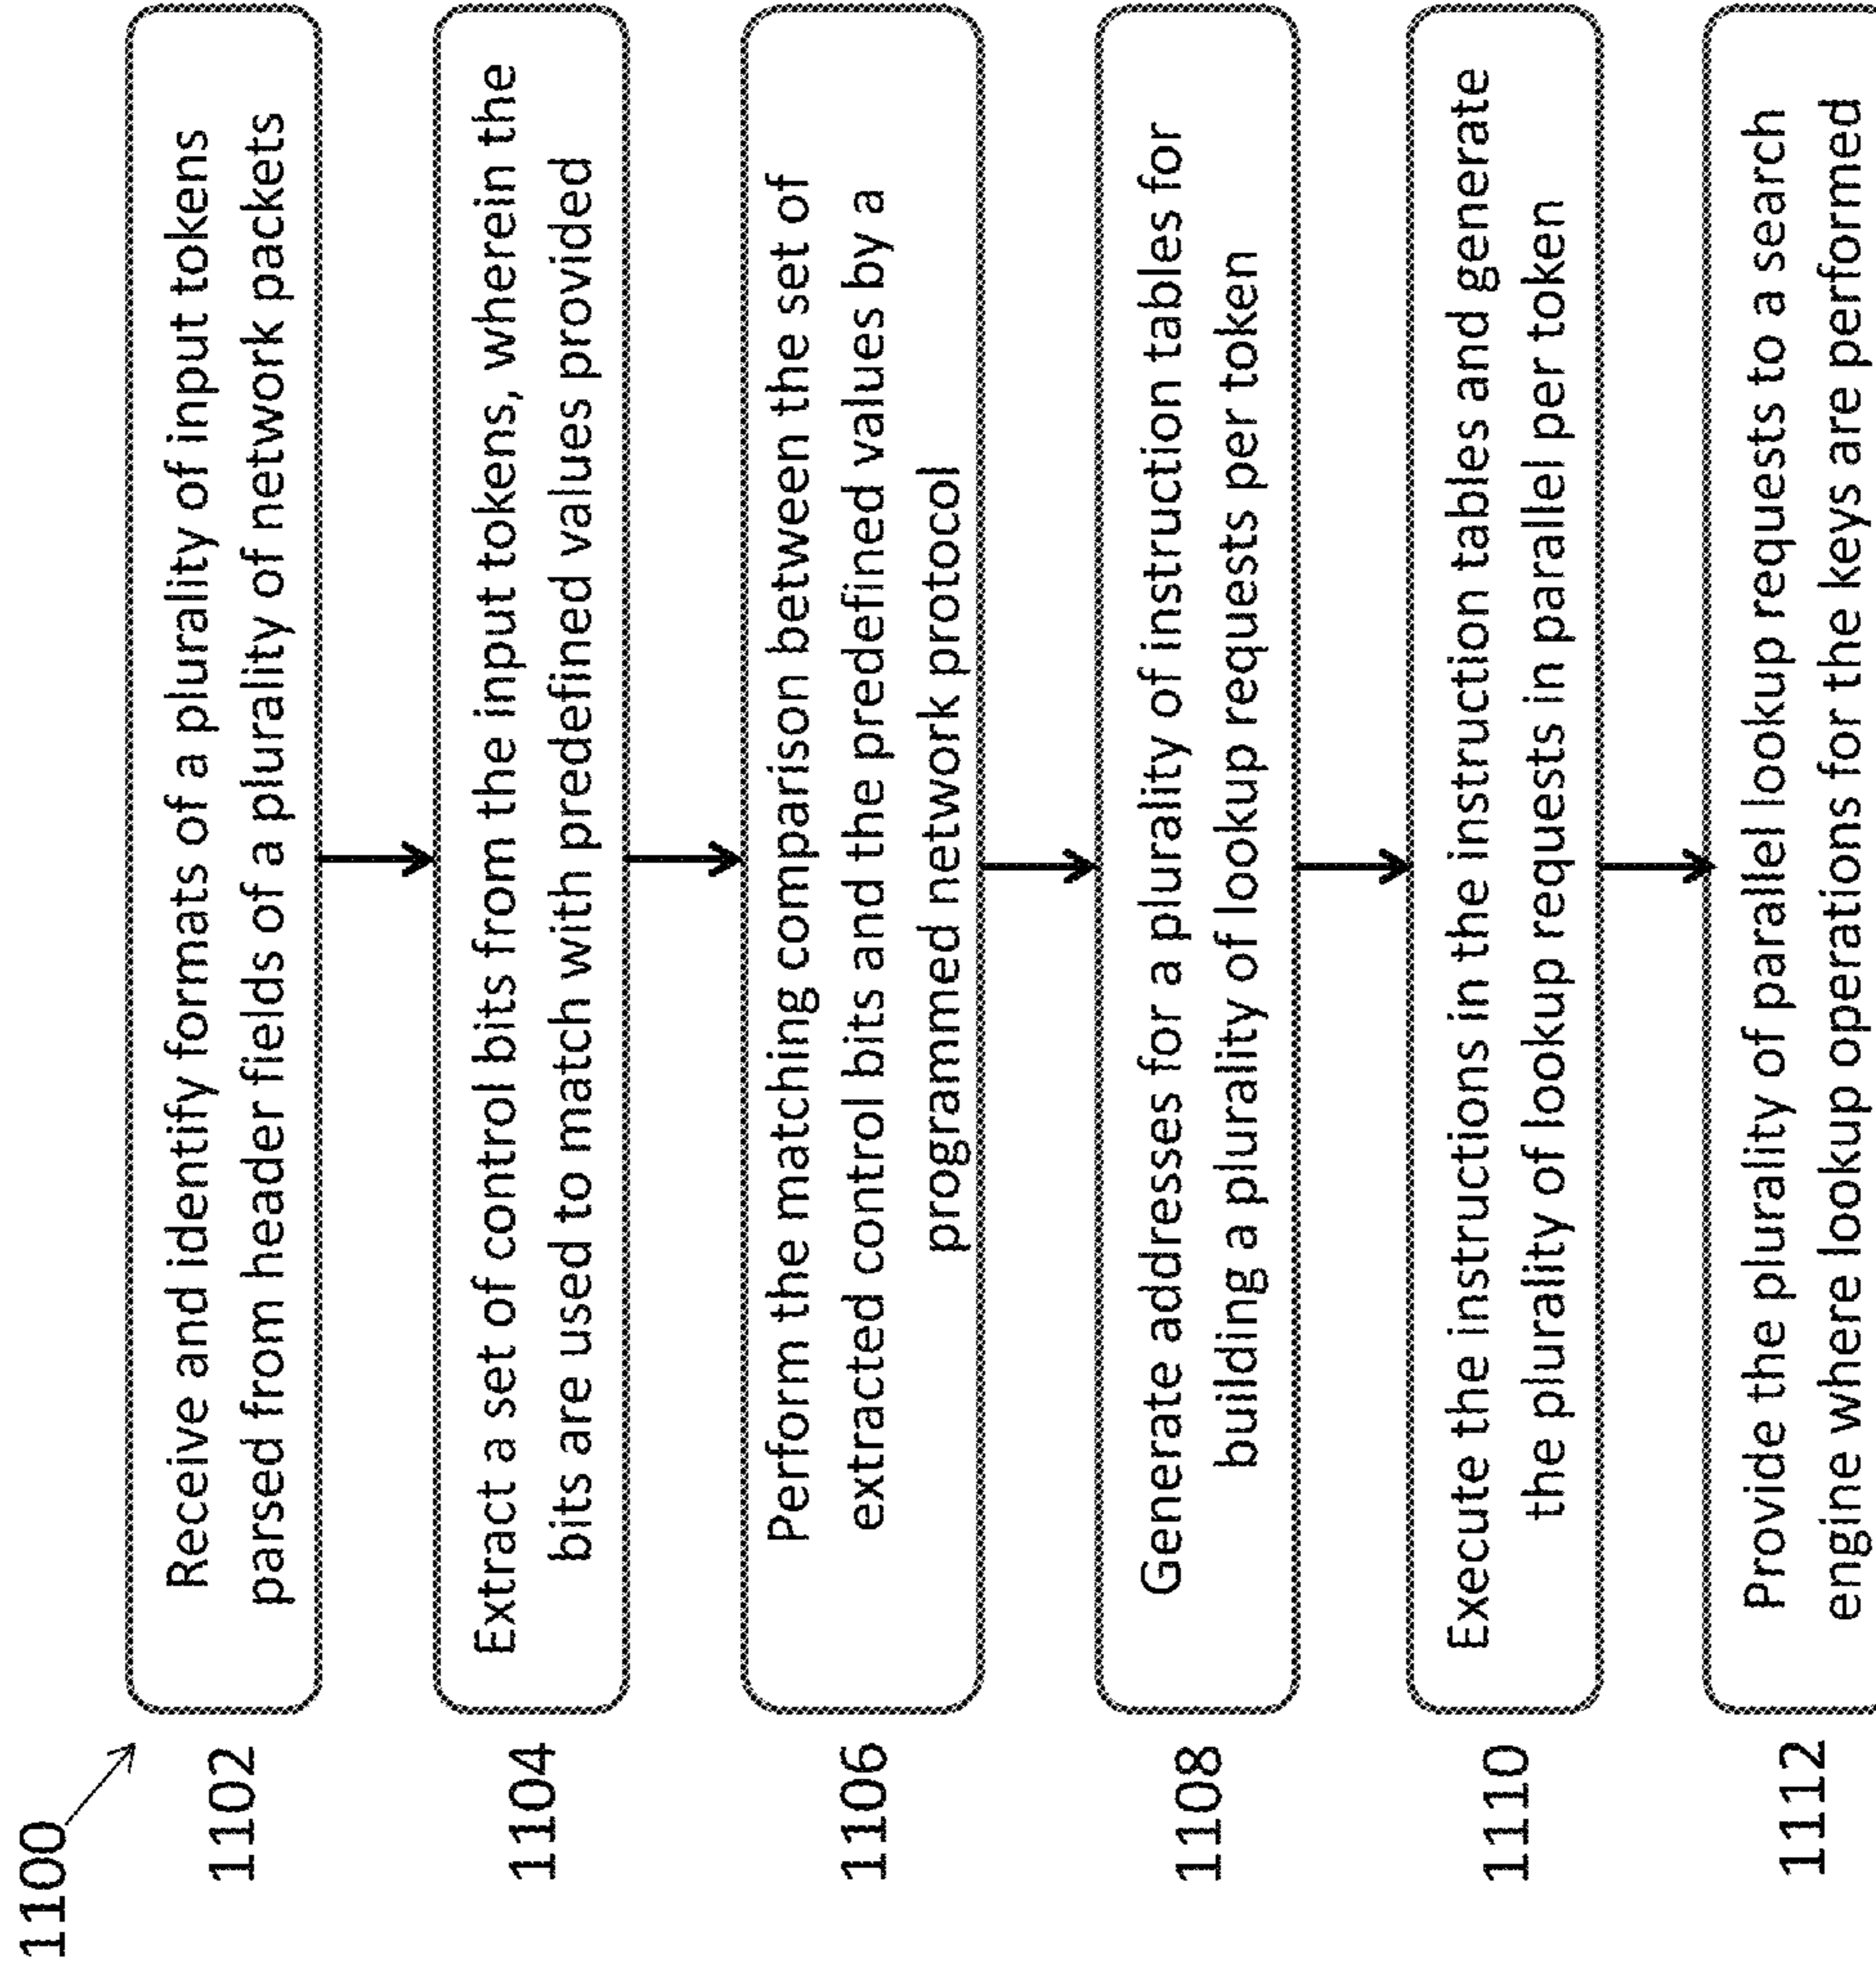 1100
1102
Receive and identify formats of a plurality of input tokens
parsed from header fields of a plurality of network packets
1104
Extract a set of control bits from the input tokens, wherein the
bits are used to match with predefined values provided
1106
Perform the matching comparison between the set of
extracted control bits and the predefined values by a
programmed network protocol
1108
Generate addresses for a plurality of instruction tables for
building a plurality of lookup requests per token
1110
Execute the instructions in the instruction tables and generate
the plurality of lookup requests in parallel per token
1112
Provide the plurality of parallel lookup requests to a search
engine where lookup operations for the keys are performed